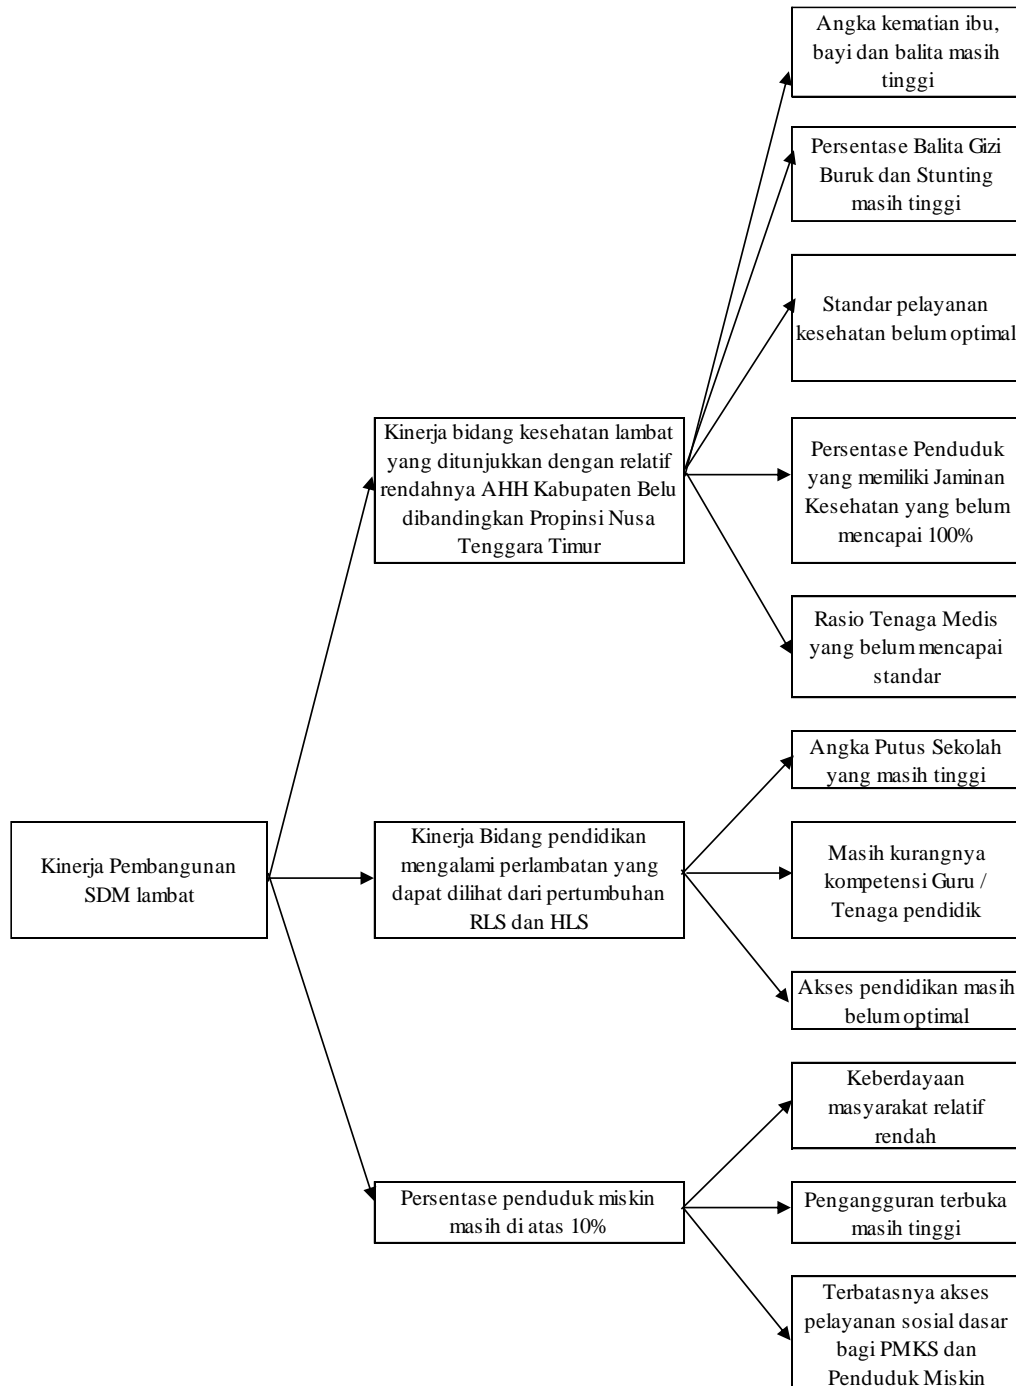 Angka kematian ibu,
bayi dan balita masih
tinggi
Persentase Balita Gizi
Buruk dan Stunting
masih tinggi
Standar pelayanan
kesehatan belum optimal
Kinerja bidang kesehatan lambat
yang ditunjukkan dengan relatif
rendahnya AHH Kabupaten Belu
dibandingkan Propinsi Nusa
Tenggara Timur
Persentase Penduduk
yang memiliki Jaminan
Kesehatan yang belum
mencapai 100%
Rasio Tenaga Medis
yang belum mencapai
standar
Angka Putus Sekolah
yang masih tinggi
Kinerja Pembangunan
SDM lambat
Kinerja Bidang pendidikan
mengalami perlambatan yang
dapat dilihat dari pertumbuhan
RLS dan HLS
Masih kurangnya
kompetensi Guru /
Tenaga pendidik
Akses pendidikan masih
belum optimal
Keberdayaan
masyarakat relatif
rendah
Persentase penduduk miskin
masih di atas 10%
Pengangguran terbuka
masih tinggi
Terbatasnya akses
pelayanan sosial dasar
bagi PMKS dan
Penduduk Miskin